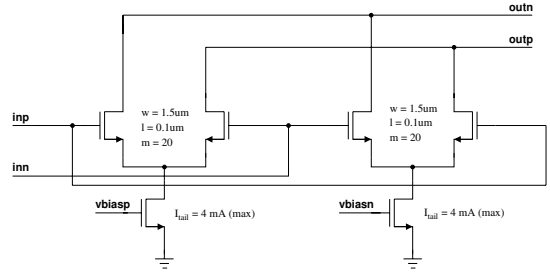 outn
outp
w = 1.5um
l = 0.1um
m = 20
w = 1.5um
l = 0.1um
m = 20
inp
inn
vbiasp
I_tail = 4 mA (max)
vbiasn
I_tail = 4 mA (max)